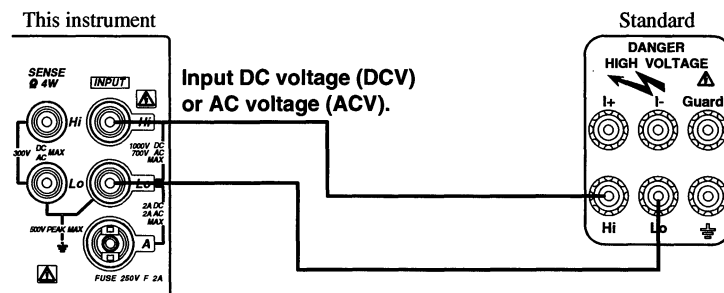 This instrument
SENSE
Ω 4W
INPUT
Hi
Hi
300V DC AC MAX
1000V DC
700V AC
MAX
Lo
Lo
2A DC
2A AC
MAX
500V PEAK MAX
A
FUSE 250V F 2A
Input DC voltage (DCV)
or AC voltage (ACV).
Standard
DANGER
HIGH VOLTAGE
I+
I-
Guard
Hi
Lo